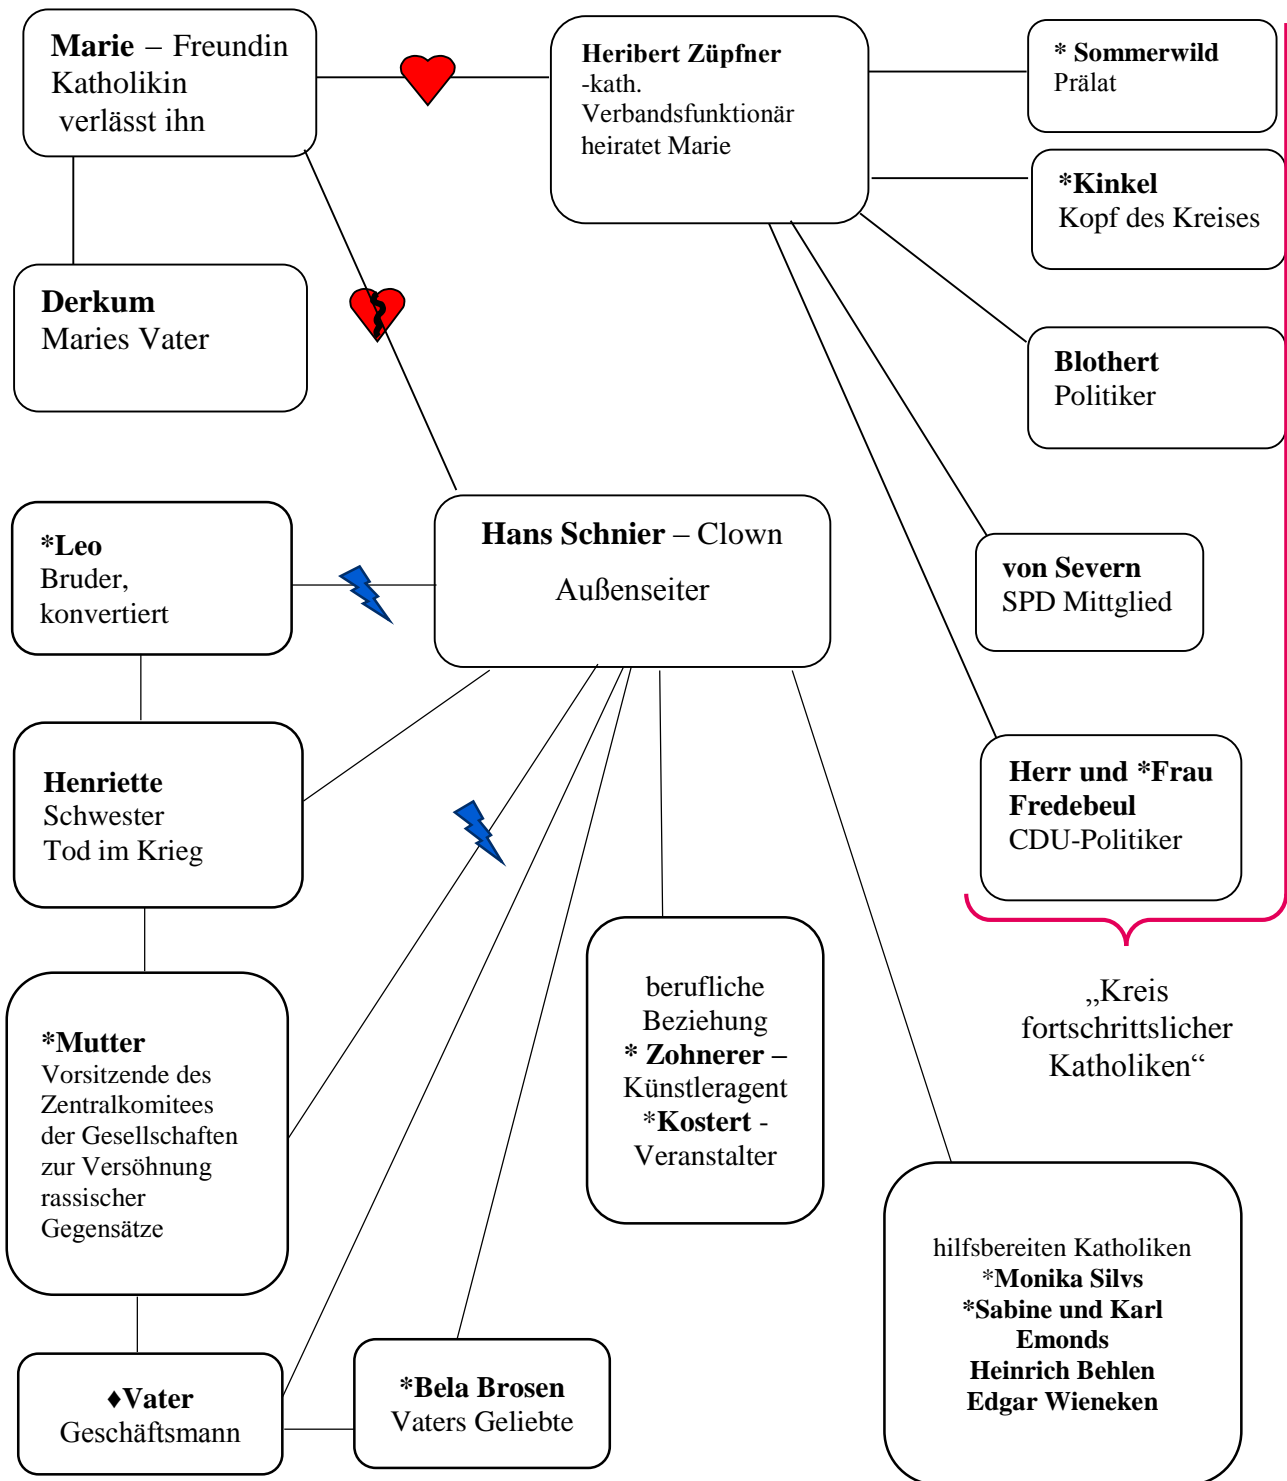 Marie – Freundin
Katholikin
verlässt ihn
Heribert Züpfner
-kath.
Verbandsfunktionär
heiratet Marie
* Sommerwild
Prälat
*Kinkel
Kopf des Kreises
Derkum
Maries Vater
Blothert
Politiker
*Leo
Bruder,
konvertiert
Hans Schnier – Clown
Außenseiter
von Severn
SPD Mittglied
Henriette
Schwester
Tod im Krieg
Herr und *Frau
Fredebeul
CDU-Politiker
„Kreis
fortschrittslicher
Katholiken“
*Mutter
Vorsitzende des
Zentralkomitees
der Gesellschaften
zur Versöhnung
rassischer
Gegensätze
berufliche
Beziehung
* Zohnerer –
Künstleragent
*Kostert -
Veranstalter
hilfsbereiten Katholiken
*Monika Silvs
*Sabine und Karl
Emonds
Heinrich Behlen
Edgar Wieneken
♦Vater
Geschäftsmann
*Bela Brosen
Vaters Geliebte